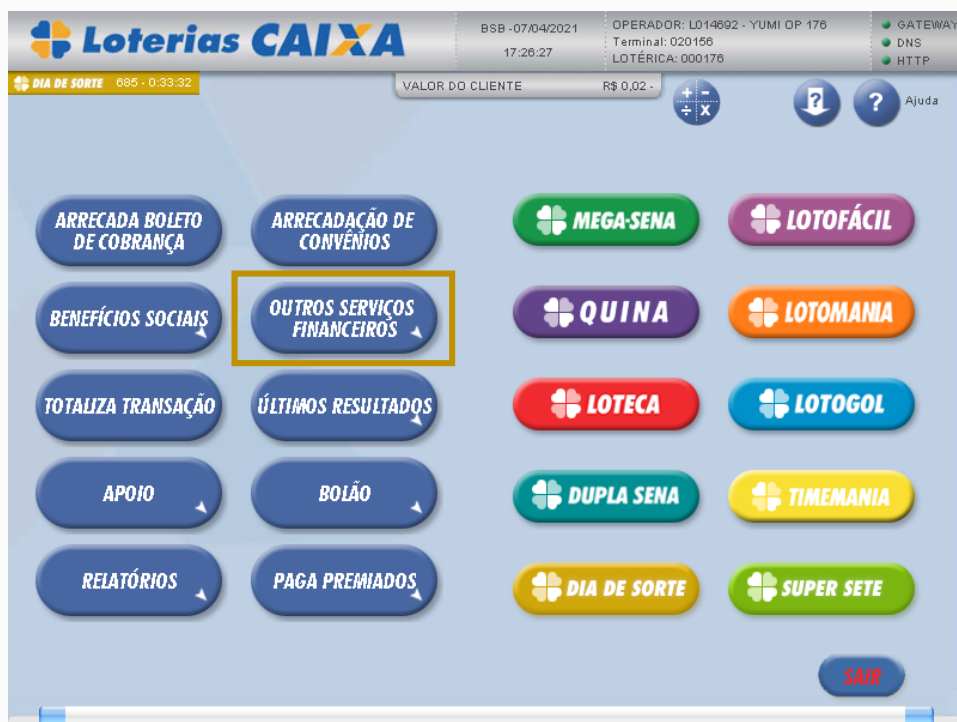 Loterias CAIXA
BSB - 07/04/2021
17:26:27
OPERADOR: L014692 - YUMI OP 176
Terminal: 020156
LOTÉRICA: 000176
GATEWAY
DNS
HTTP
DIA DE SORTE 685 - 0:33:32
VALOR DO CLIENTE R$ 0,02 -
Ajuda
ARRECADA BOLETO
DE COBRANÇA
ARRECADAÇÃO DE
CONVÊNIOS
MEGA-SENA
LOTOFÁCIL
BENEFÍCIOS SOCIAIS
OUTROS SERVIÇOS
FINANCEIROS
QUINA
LOTOMANIA
TOTALIZA TRANSAÇÃO
ÚLTIMOS RESULTADOS
LOTECA
LOTOGOL
APOIO
BOLÃO
DUPLA SENA
TIMEMANIA
RELATÓRIOS
PAGA PREMIADOS
DIA DE SORTE
SUPER SETE
SAIR